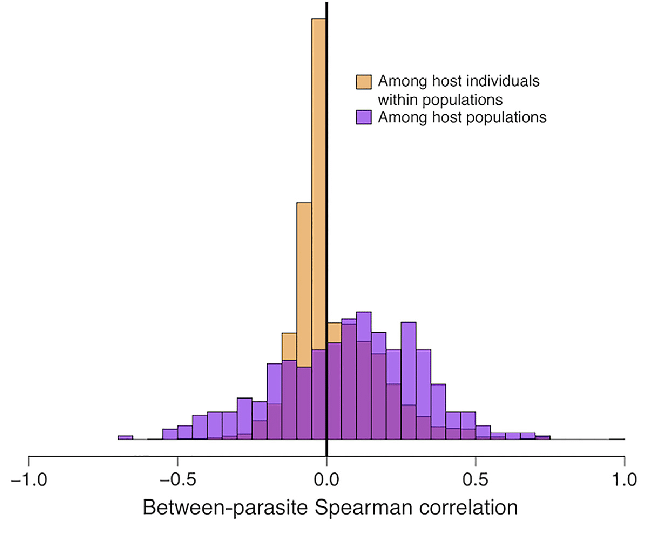 Among host individuals
within populations
Among host populations
−1.0 −0.5 0.0 0.5 1.0
Between-parasite Spearman correlation